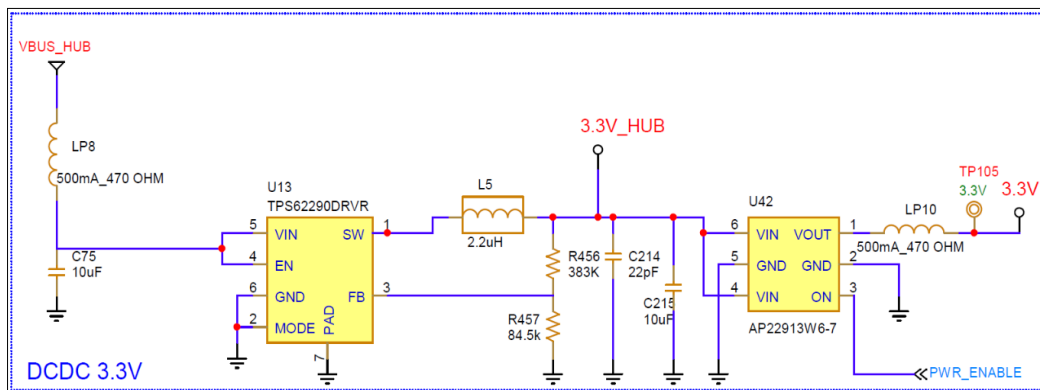 VBUS_HUB
LP8
500mA_470 OHM
C75
10uF
U13
TPS62290DRVR
5 VIN SW 1
4 EN
6 GND FB 3
2 MODE PAD
7
L5
2.2uH
3.3V_HUB
R456
383K
R457
84.5k
C214
22pF
C215
10uF
U42
6 VIN VOUT 1
5 GND GND 2
4 VIN ON 3
AP22913W6-7
LP10
500mA_470 OHM
TP105
3.3V
3.3V
PWR_ENABLE
DCDC 3.3V